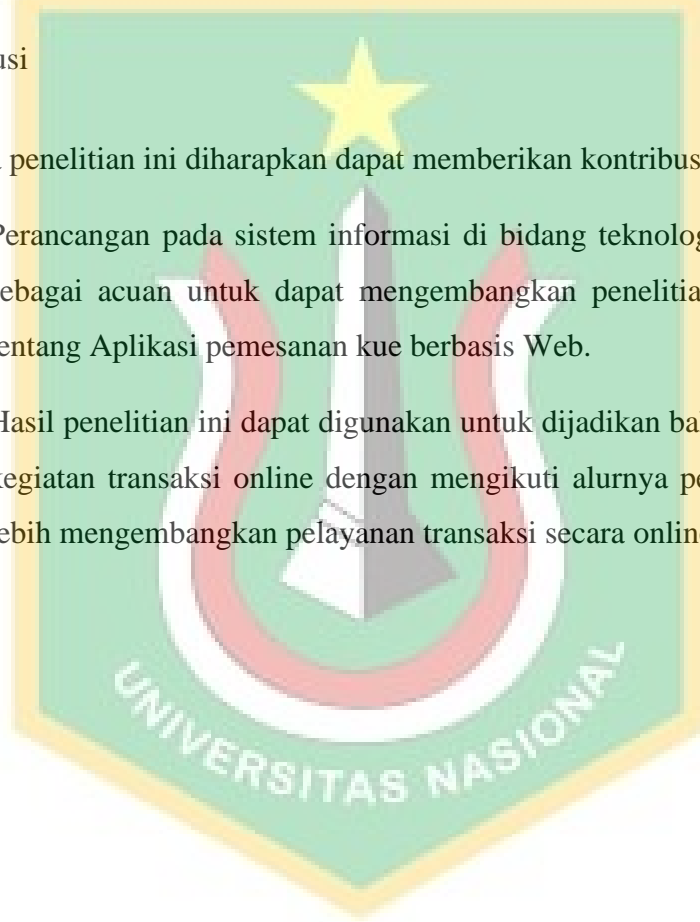 usi
penelitian ini diharapkan dapat memberikan kontribus
Perancangan pada sistem informasi di bidang teknolog
sebagai acuan untuk dapat mengembangkan penelitia
tentang Aplikasi pemesanan kue berbasis Web.
Hasil penelitian ini dapat digunakan untuk dijadikan ba
kegiatan transaksi online dengan mengikuti alurnya pe
lebih mengembangkan pelayanan transaksi secara online
UNIVERSITAS NASIONAL